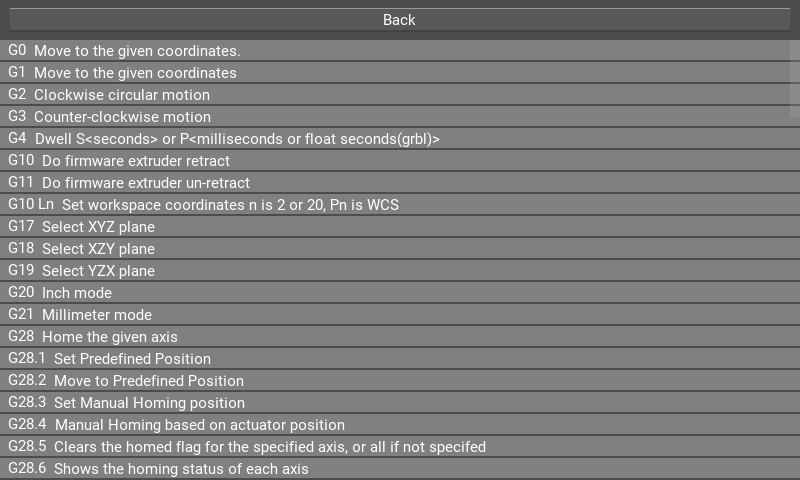 Back
G0 Move to the given coordinates.
G1 Move to the given coordinates
G2 Clockwise circular motion
G3 Counter-clockwise motion
G4 Dwell S<seconds> or P<milliseconds or float seconds(grbl)>
G10 Do firmware extruder retract
G11 Do firmware extruder un-retract
G10 Ln Set workspace coordinates n is 2 or 20, Pn is WCS
G17 Select XYZ plane
G18 Select XZY plane
G19 Select YZX plane
G20 Inch mode
G21 Millimeter mode
G28 Home the given axis
G28.1 Set Predefined Position
G28.2 Move to Predefined Position
G28.3 Set Manual Homing position
G28.4 Manual Homing based on actuator position
G28.5 Clears the homed flag for the specified axis, or all if not specifed
G28.6 Shows the homing status of each axis